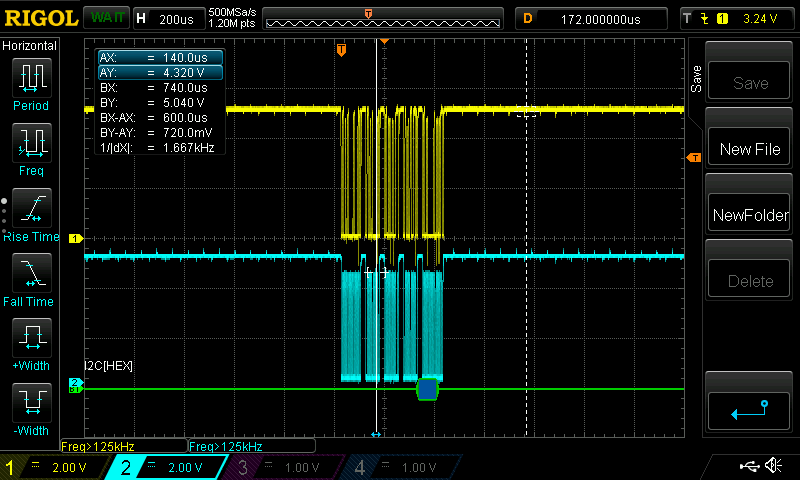 RIGOL WAIT H 200us 500MSa/s 1.20M pts T D 172.000000us T 1 3.24 V
Horizontal
Period
Freq
Rise Time
Fall Time
+Width
-Width
T
AX: = 140.0us
AY: = 4.320 V
BX: = 740.0us
BY: = 5.040 V
BX-AX: = 600.0us
BY-AY: = 720.0mV
1/|dX|: = 1.667kHz
T
1
2
I2C[HEX]
Save
Save
New File
NewFolder
Delete
Freq>125kHz Freq>125kHz
1 = 2.00 V 2 = 2.00 V 3 = 1.00 V 4 = 1.00 V